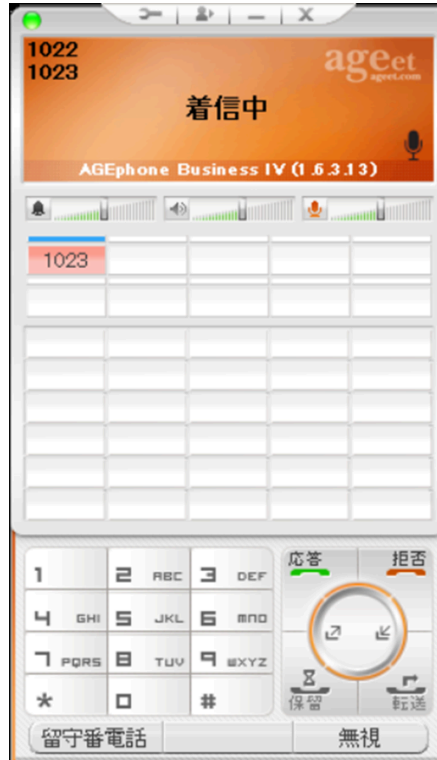 1022
1023
ageet
ageet.com
着信中
AGEphone Business IV (1.6.3.13)
1023
応答 拒否
1 2 ABC 3 DEF
4 GHI 5 JKL 6 MNO
7 PQRS 8 TUV 9 WXYZ
保留 転送
* 0 #
留守番電話 無視